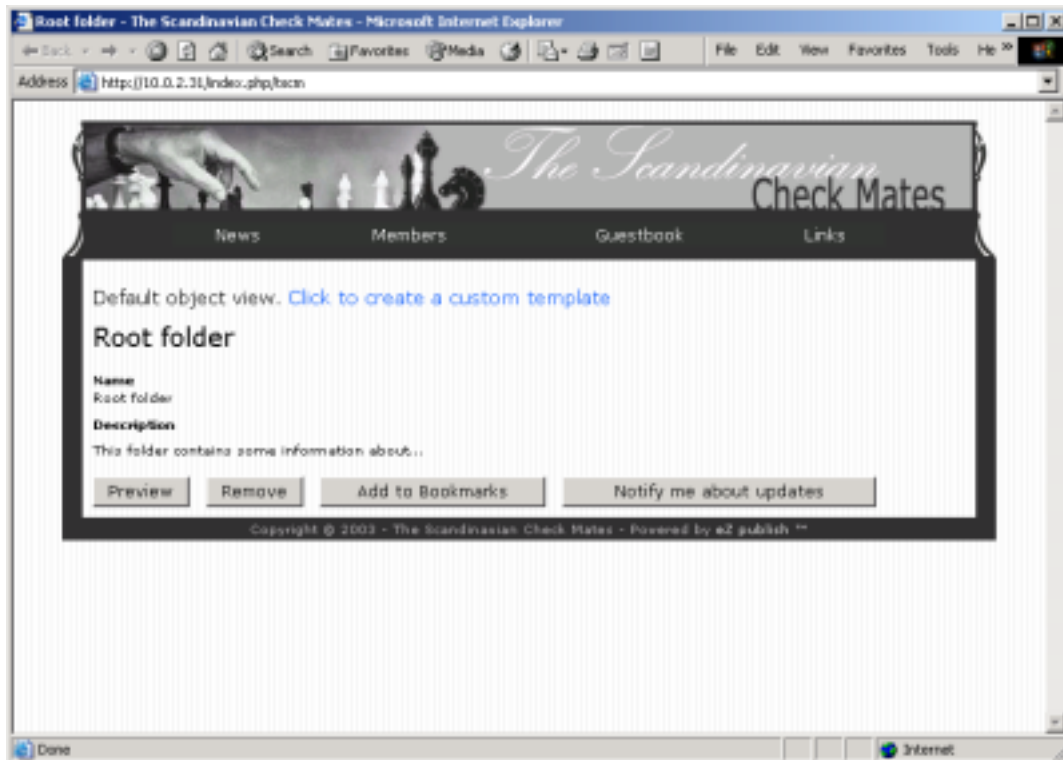 Root folder - The Scandinavian Check Mates - Microsoft Internet Explorer
Back Search Favorites Media File Edit View Favorites Tools He »
Address http://10.0.2.31/index.php/tscm
The Scandinavian
Check Mates
News Members Guestbook Links
Default object view. Click to create a custom template
Root folder
Name
Root folder
Description
This folder contains some information about...
Preview Remove Add to Bookmarks Notify me about updates
Copyright © 2003 - The Scandinavian Check Mates - Powered by eZ publish ™
Done Internet